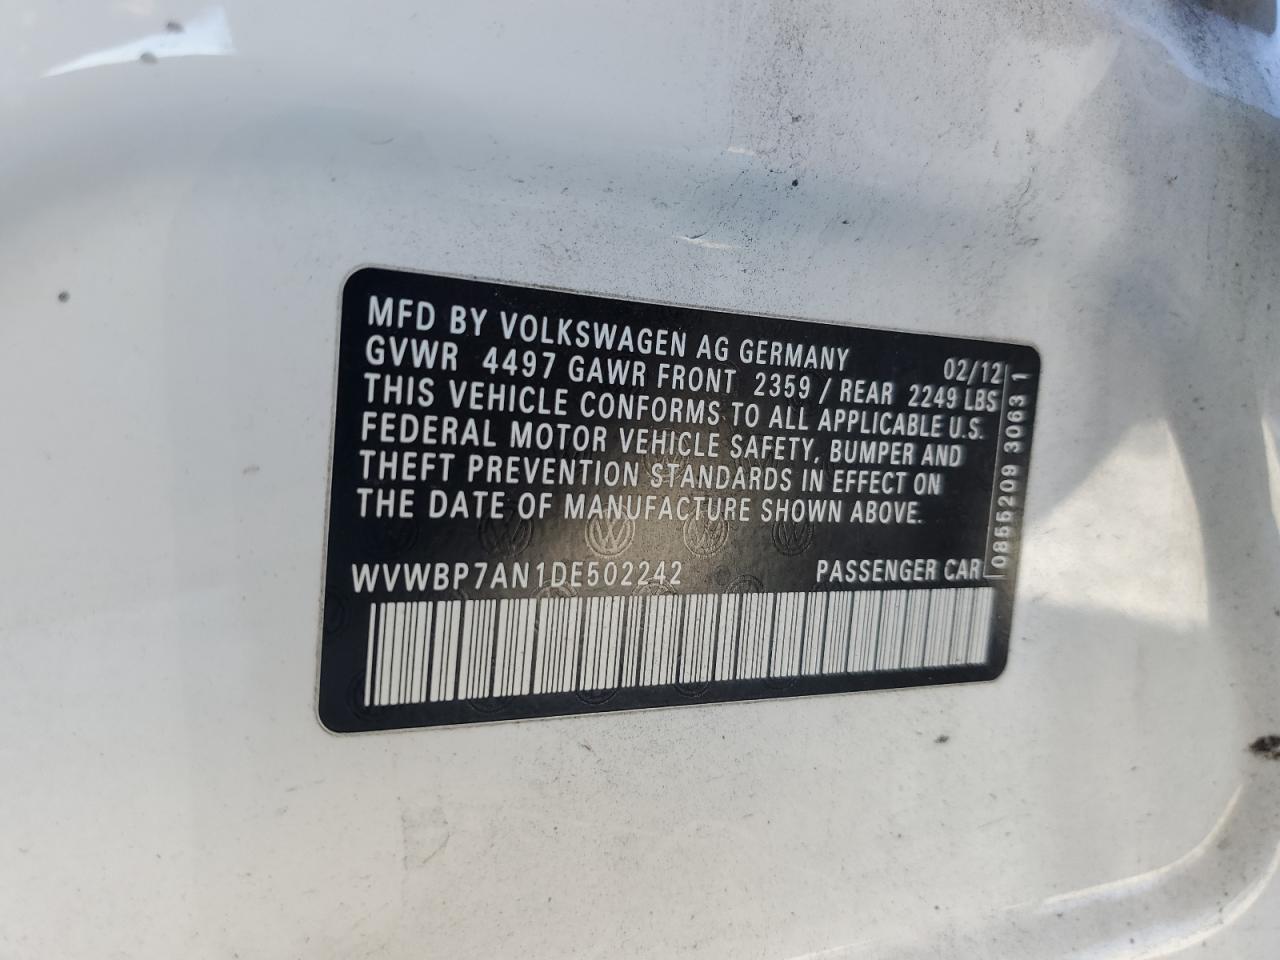 MFD BY VOLKSWAGEN AG GERMANY 02/12
GVWR 4497 GAWR FRONT 2359 / REAR 2249 LBS
THIS VEHICLE CONFORMS TO ALL APPLICABLE U.S.
FEDERAL MOTOR VEHICLE SAFETY, BUMPER AND
THEFT PREVENTION STANDARDS IN EFFECT ON
THE DATE OF MANUFACTURE SHOWN ABOVE.
WVWBP7AN1DE502242 PASSENGER CAR
0855209 3063 1